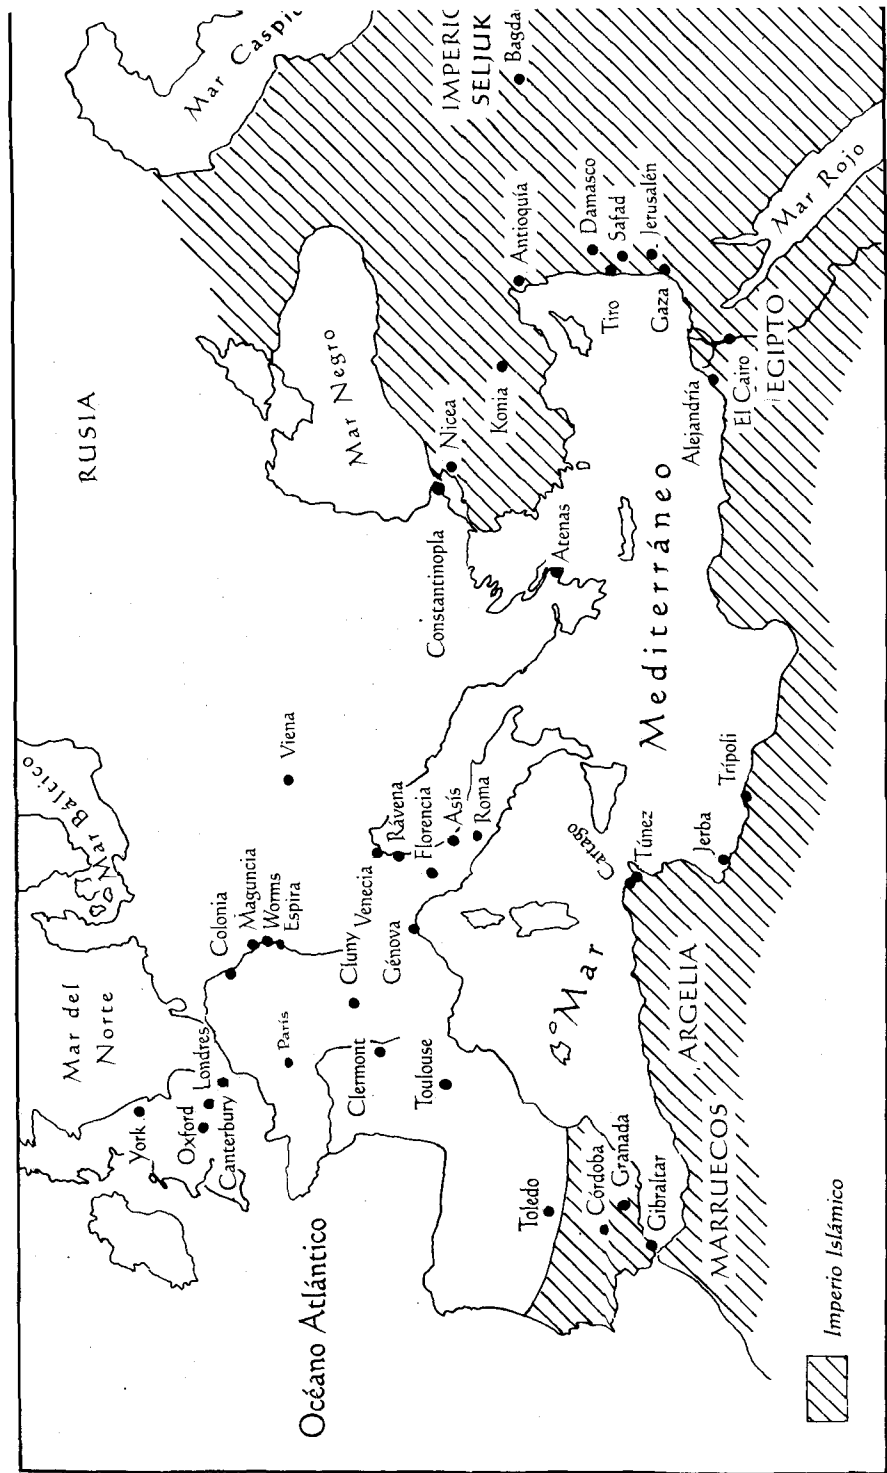 Mar Caspi
IMPERIO
SELJUK
Bagda
RUSIA
Mar Negro
Antioquía
Damasco
Safad
Jerusalén
Mar Rojo
Tiro
Gaza
Konia
Nicea
Constantinopla
Atenas
Alejandría
El Cairo
EGIPTO
Mar Báltico
Viena
Mar del
Norte
Colonia
Maguncia
Worms
Espira
Rávena
Florencia
Asís
Roma
Venecia
Cluny
Génova
Mar
Mediterráneo
Cartago
Túnez
Jerba
Trípoli
York
Oxford
Londres
Canterbury
París
Clermont
Toulouse
Océano Atlántico
Toledo
Córdoba
Granada
Gibraltar
MARRUECOS
ARGELIA
Imperio Islámico